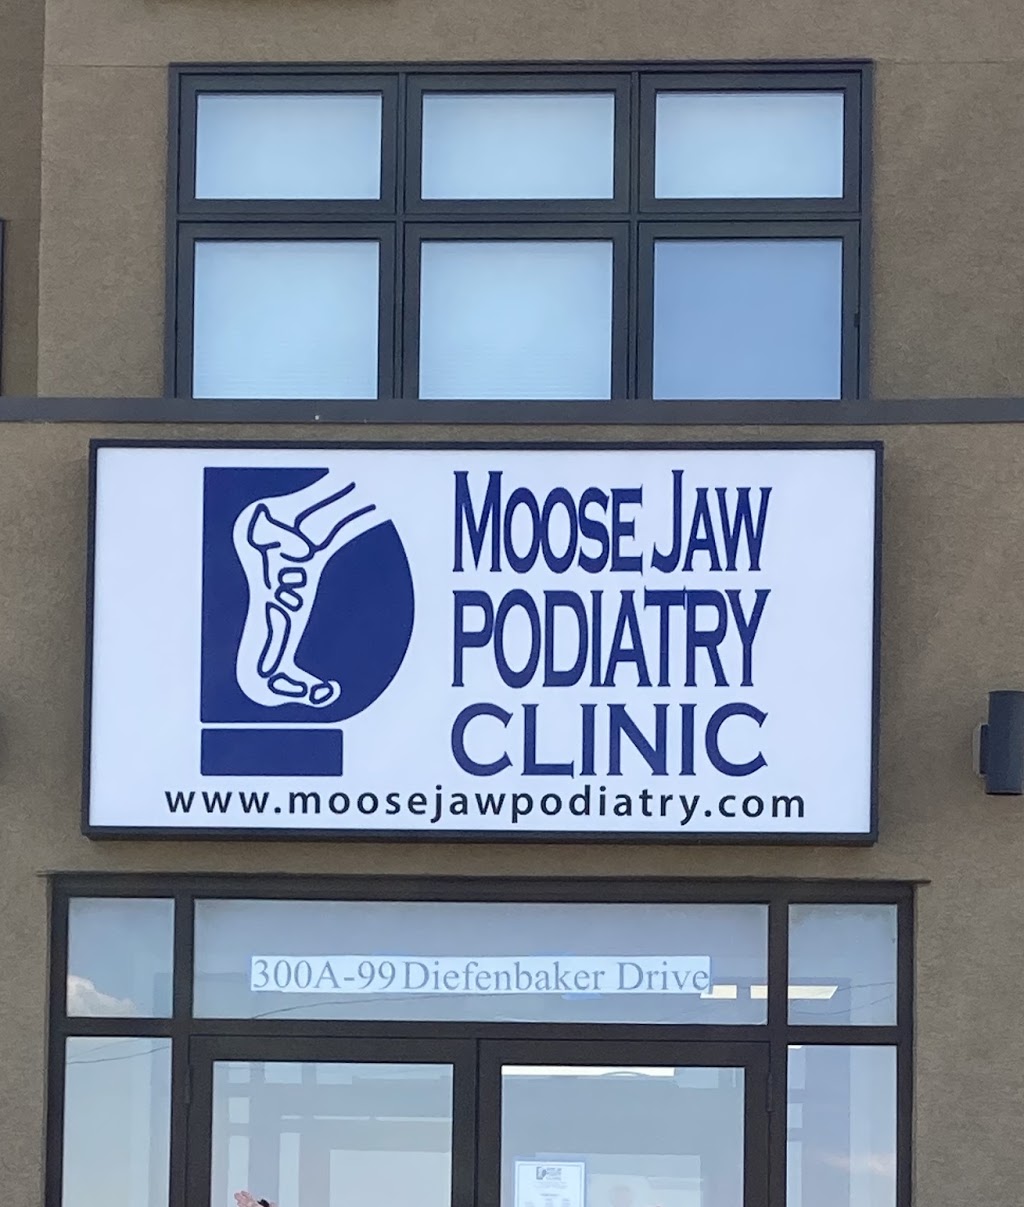 MOOSE JAW
PODIATRY
CLINIC
www.moosejawpodiatry.com
300A-99 Diefenbaker Drive